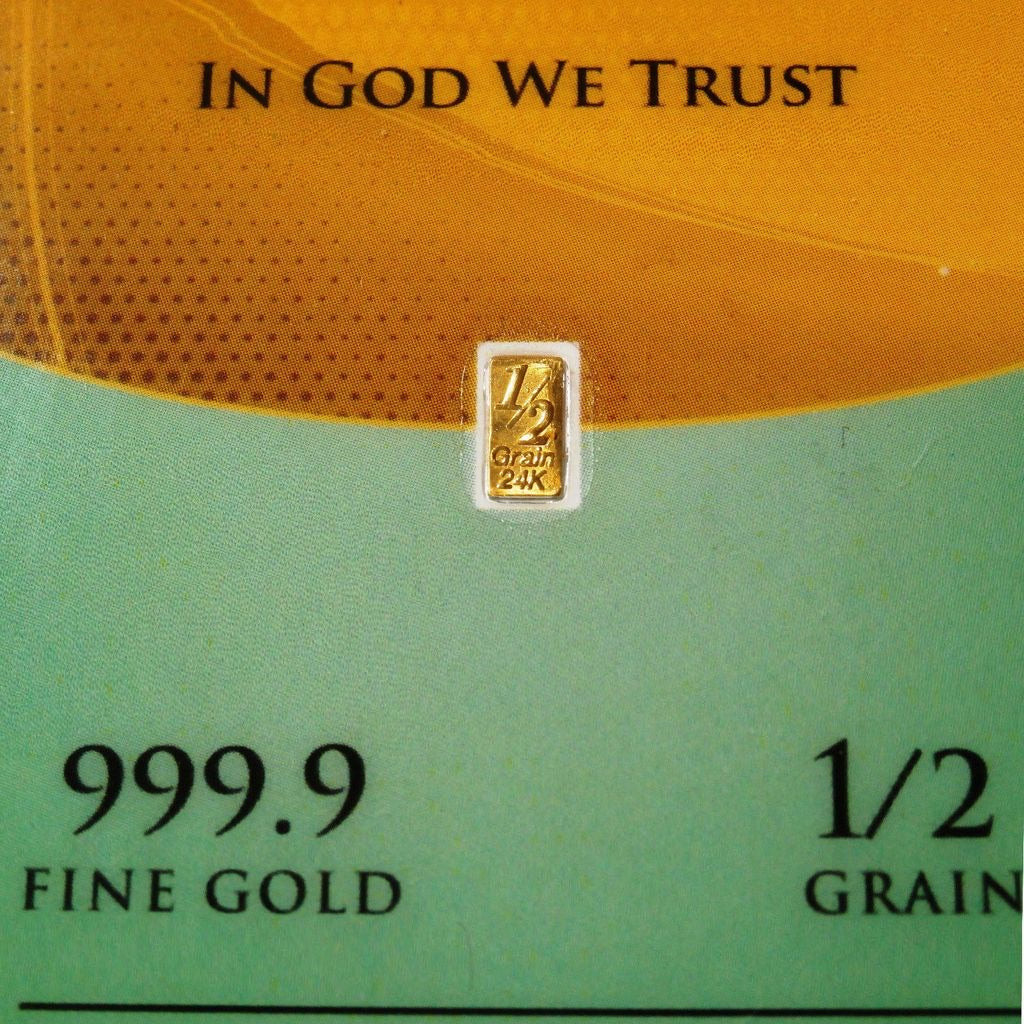 IN GOD WE TRUST
1/2
Grain
24K
999.9
FINE GOLD
1/2
GRAIN